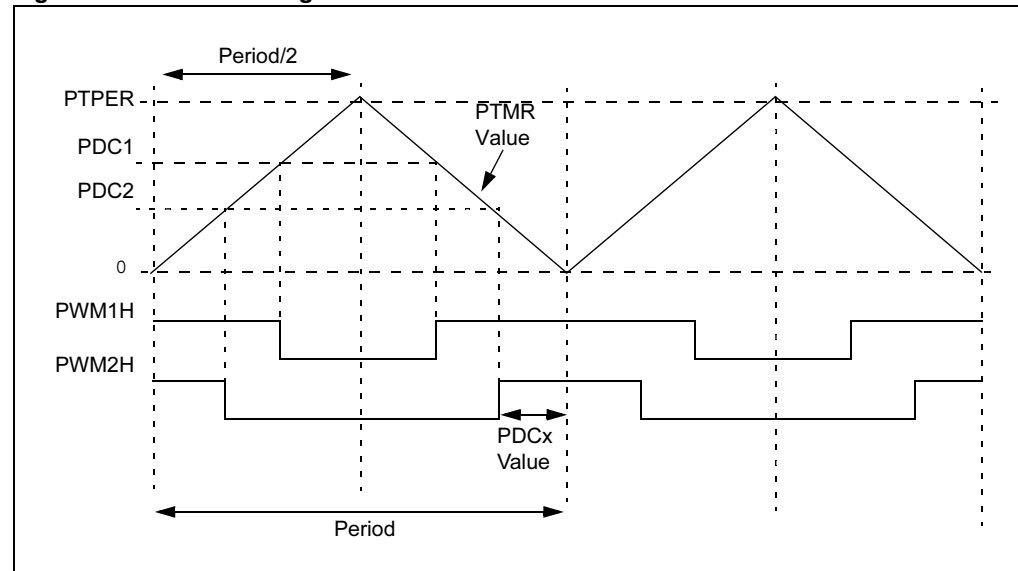 Period/2
PTPER
PTMR
Value
PDC1
PDC2
0
PWM1H
PWM2H
PDCx
Value
Period